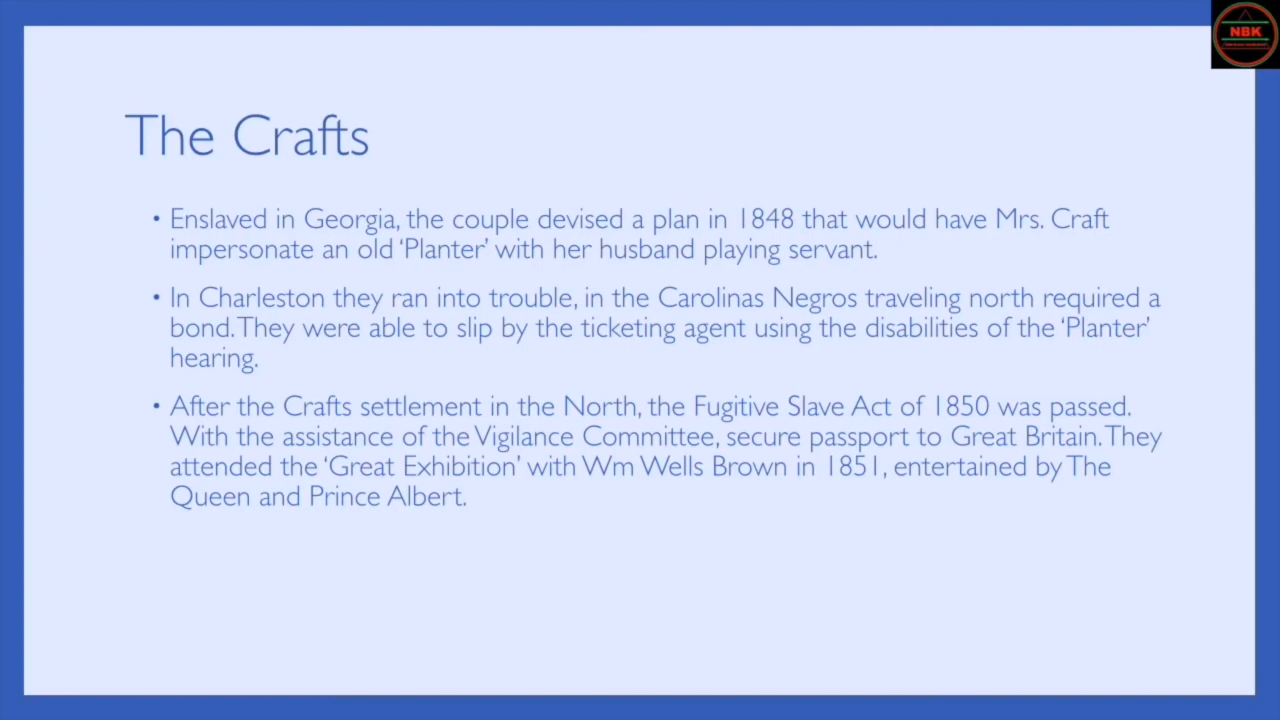 NBK
The Crafts
• Enslaved in Georgia, the couple devised a plan in 1848 that would have Mrs. Craft
impersonate an old ‘Planter’ with her husband playing servant.
• In Charleston they ran into trouble, in the Carolinas Negros traveling north required a
bond. They were able to slip by the ticketing agent using the disabilities of the ‘Planter’
hearing.
• After the Crafts settlement in the North, the Fugitive Slave Act of 1850 was passed.
With the assistance of the Vigilance Committee, secure passport to Great Britain. They
attended the ‘Great Exhibition’ with Wm Wells Brown in 1851, entertained by The
Queen and Prince Albert.